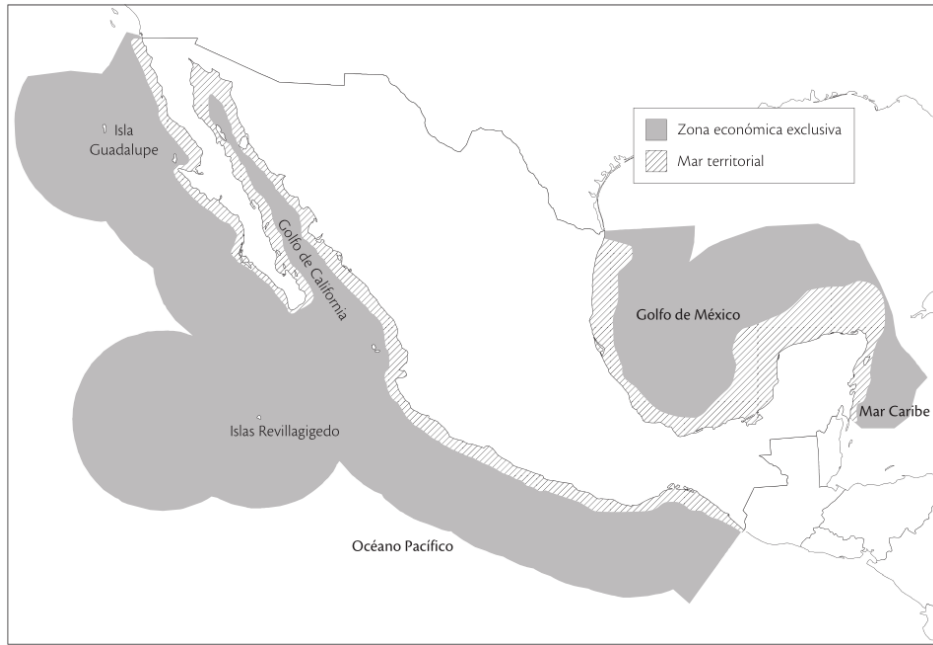 Isla
Guadalupe
Zona económica exclusiva
Mar territorial
Golfo de California
Golfo de México
Mar Caribe
Islas Revillagigedo
Océano Pacífico